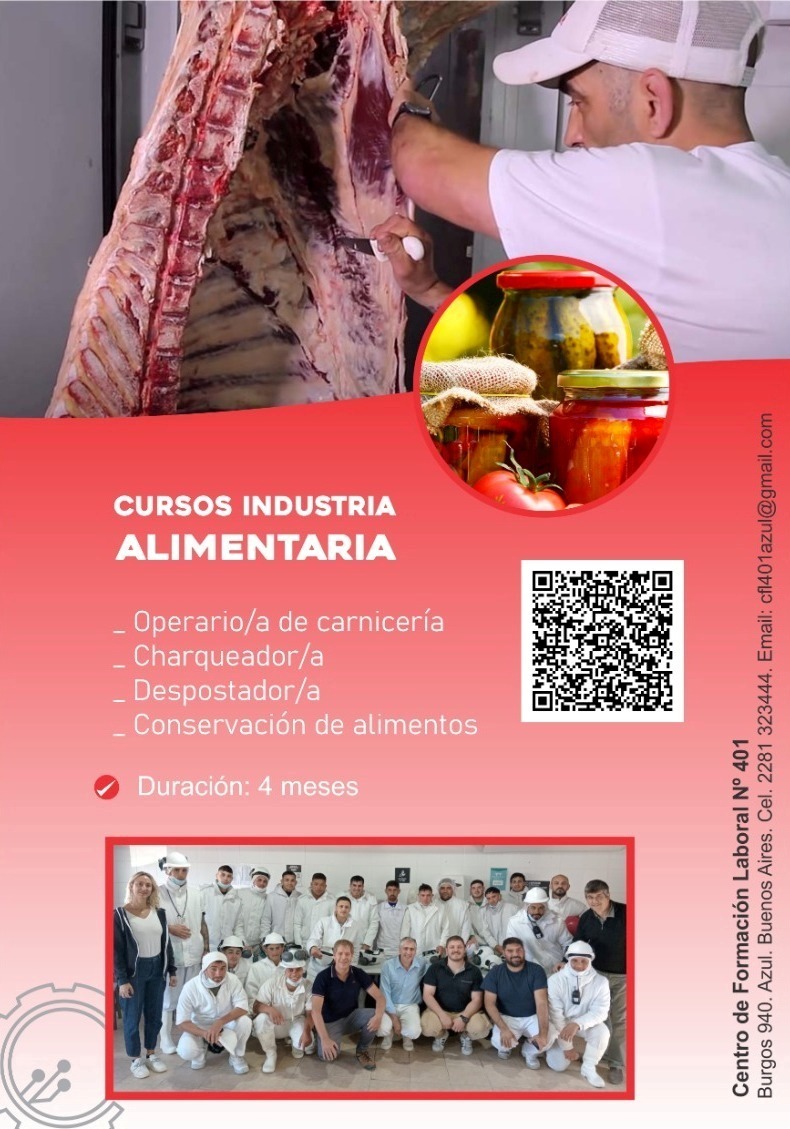 CURSOS INDUSTRIA
ALIMENTARIA
_ Operario/a de carnicería
_ Charqueador/a
_ Despostador/a
_ Conservación de alimentos
Duración: 4 meses
Centro de Formación Laboral Nº 401
Burgos 940. Azul. Buenos Aires. Cel. 2281 323444. Email: cfl401azul@gmail.com